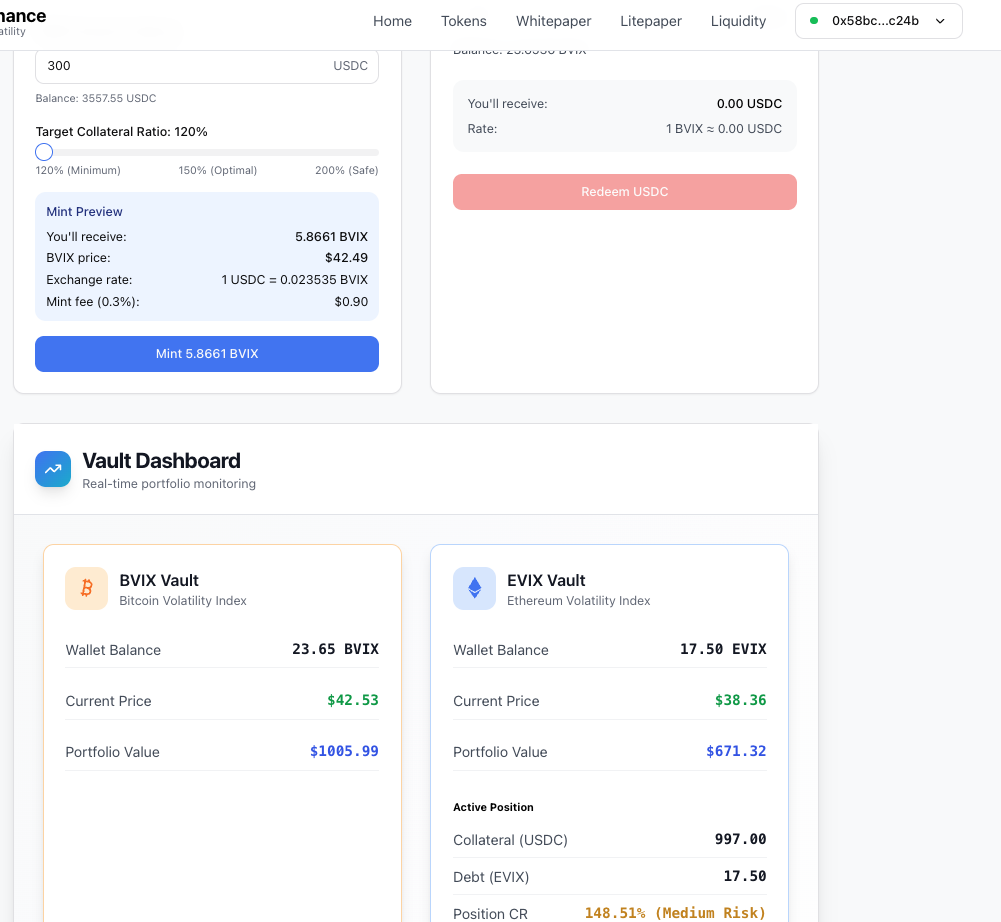 Home Tokens Whitepaper Litepaper Liquidity 0x58bc...c24b
300 USDC
Balance: 3557.55 USDC
Target Collateral Ratio: 120%
120% (Minimum) 150% (Optimal) 200% (Safe)
Mint Preview
You'll receive: 5.8661 BVIX
BVIX price: $42.49
Exchange rate: 1 USDC = 0.023535 BVIX
Mint fee (0.3%): $0.90
Mint 5.8661 BVIX
You'll receive: 0.00 USDC
Rate: 1 BVIX ≈ 0.00 USDC
Redeem USDC
Vault Dashboard
Real-time portfolio monitoring
BVIX Vault
Bitcoin Volatility Index
Wallet Balance 23.65 BVIX
Current Price $42.53
Portfolio Value $1005.99
EVIX Vault
Ethereum Volatility Index
Wallet Balance 17.50 EVIX
Current Price $38.36
Portfolio Value $671.32
Active Position
Collateral (USDC) 997.00
Debt (EVIX) 17.50
Position CR 148.51% (Medium Risk)